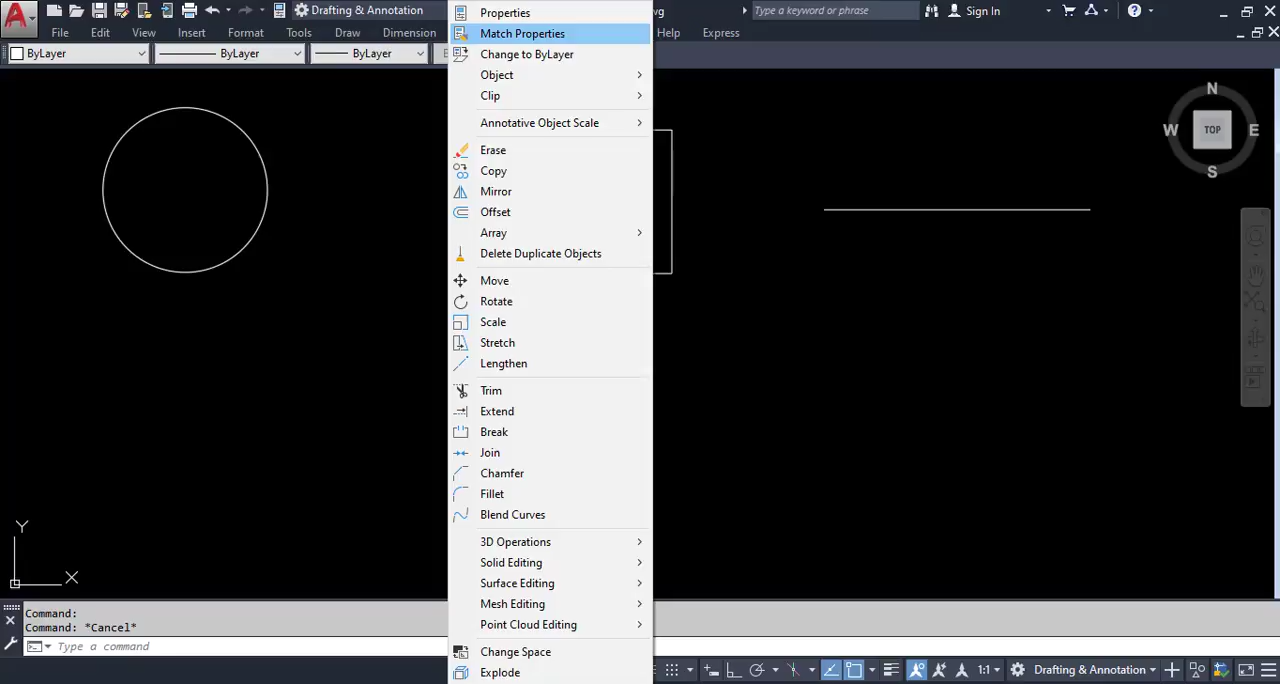 Drafting & Annotation
Properties
wg
Type a keyword or phrase
Sign In
File
Edit
View
Insert
Format
Tools
Draw
Dimension
Match Properties
Help
Express
ByLayer
ByLayer
ByLayer
Change to ByLayer
Object
Clip
Annotative Object Scale
Erase
Copy
Mirror
Offset
Array
Delete Duplicate Objects
Move
Rotate
Scale
Stretch
Lengthen
Trim
Extend
Break
Join
Chamfer
Fillet
Blend Curves
3D Operations
Solid Editing
Surface Editing
Mesh Editing
Point Cloud Editing
Change Space
Explode
N
W
TOP
E
S
Y
X
Command:
Command: *Cancel*
Type a command
1:1
Drafting & Annotation